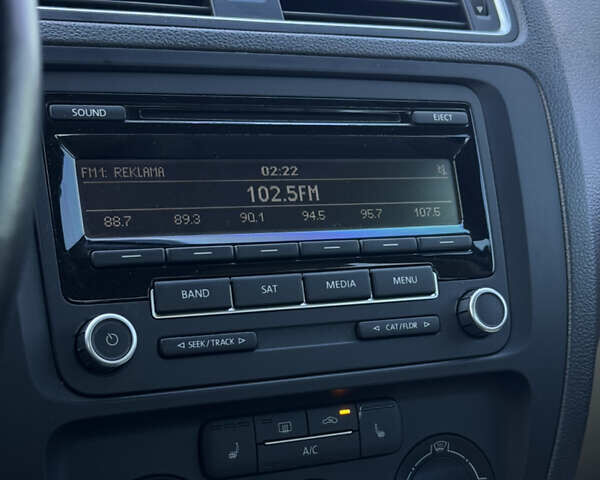 SOUND
EJECT
FM1: REKLAMA 02:22
102.5FM
88.7 89.3 90.1 94.5 95.7 107.5
BAND SAT MEDIA MENU
◁ SEEK/TRACK ▷
◁ CAT/FLDR ▷
A/C